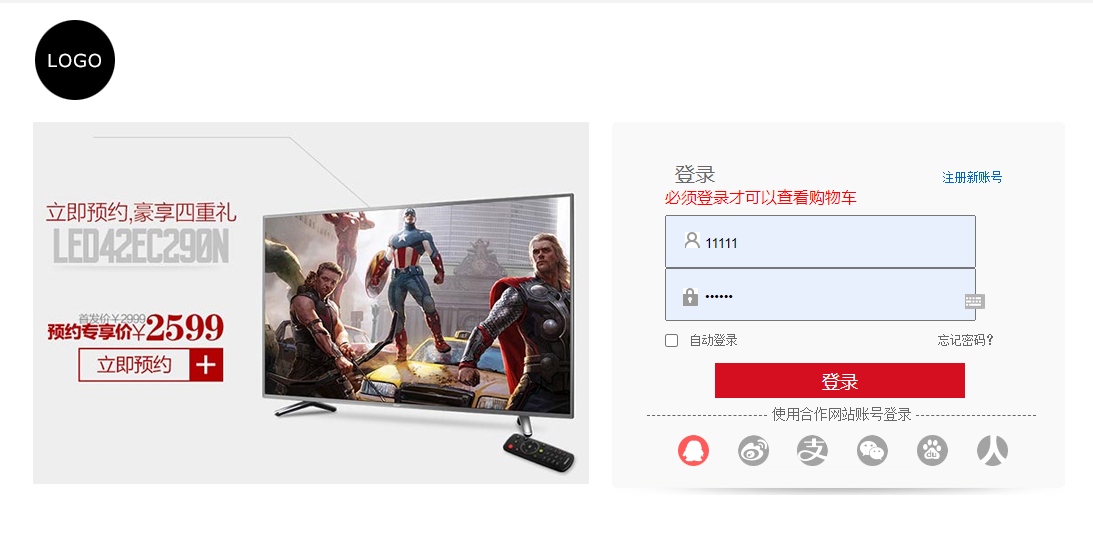 LOGO
立即预约,豪享四重礼
LED42EC290N
首发价￥2999
预约专享价￥2599
立即预约 +
登录
注册新账号
必须登录才可以查看购物车
11111
••••••
自动登录
忘记密码?
登录
使用合作网站账号登录
支
du